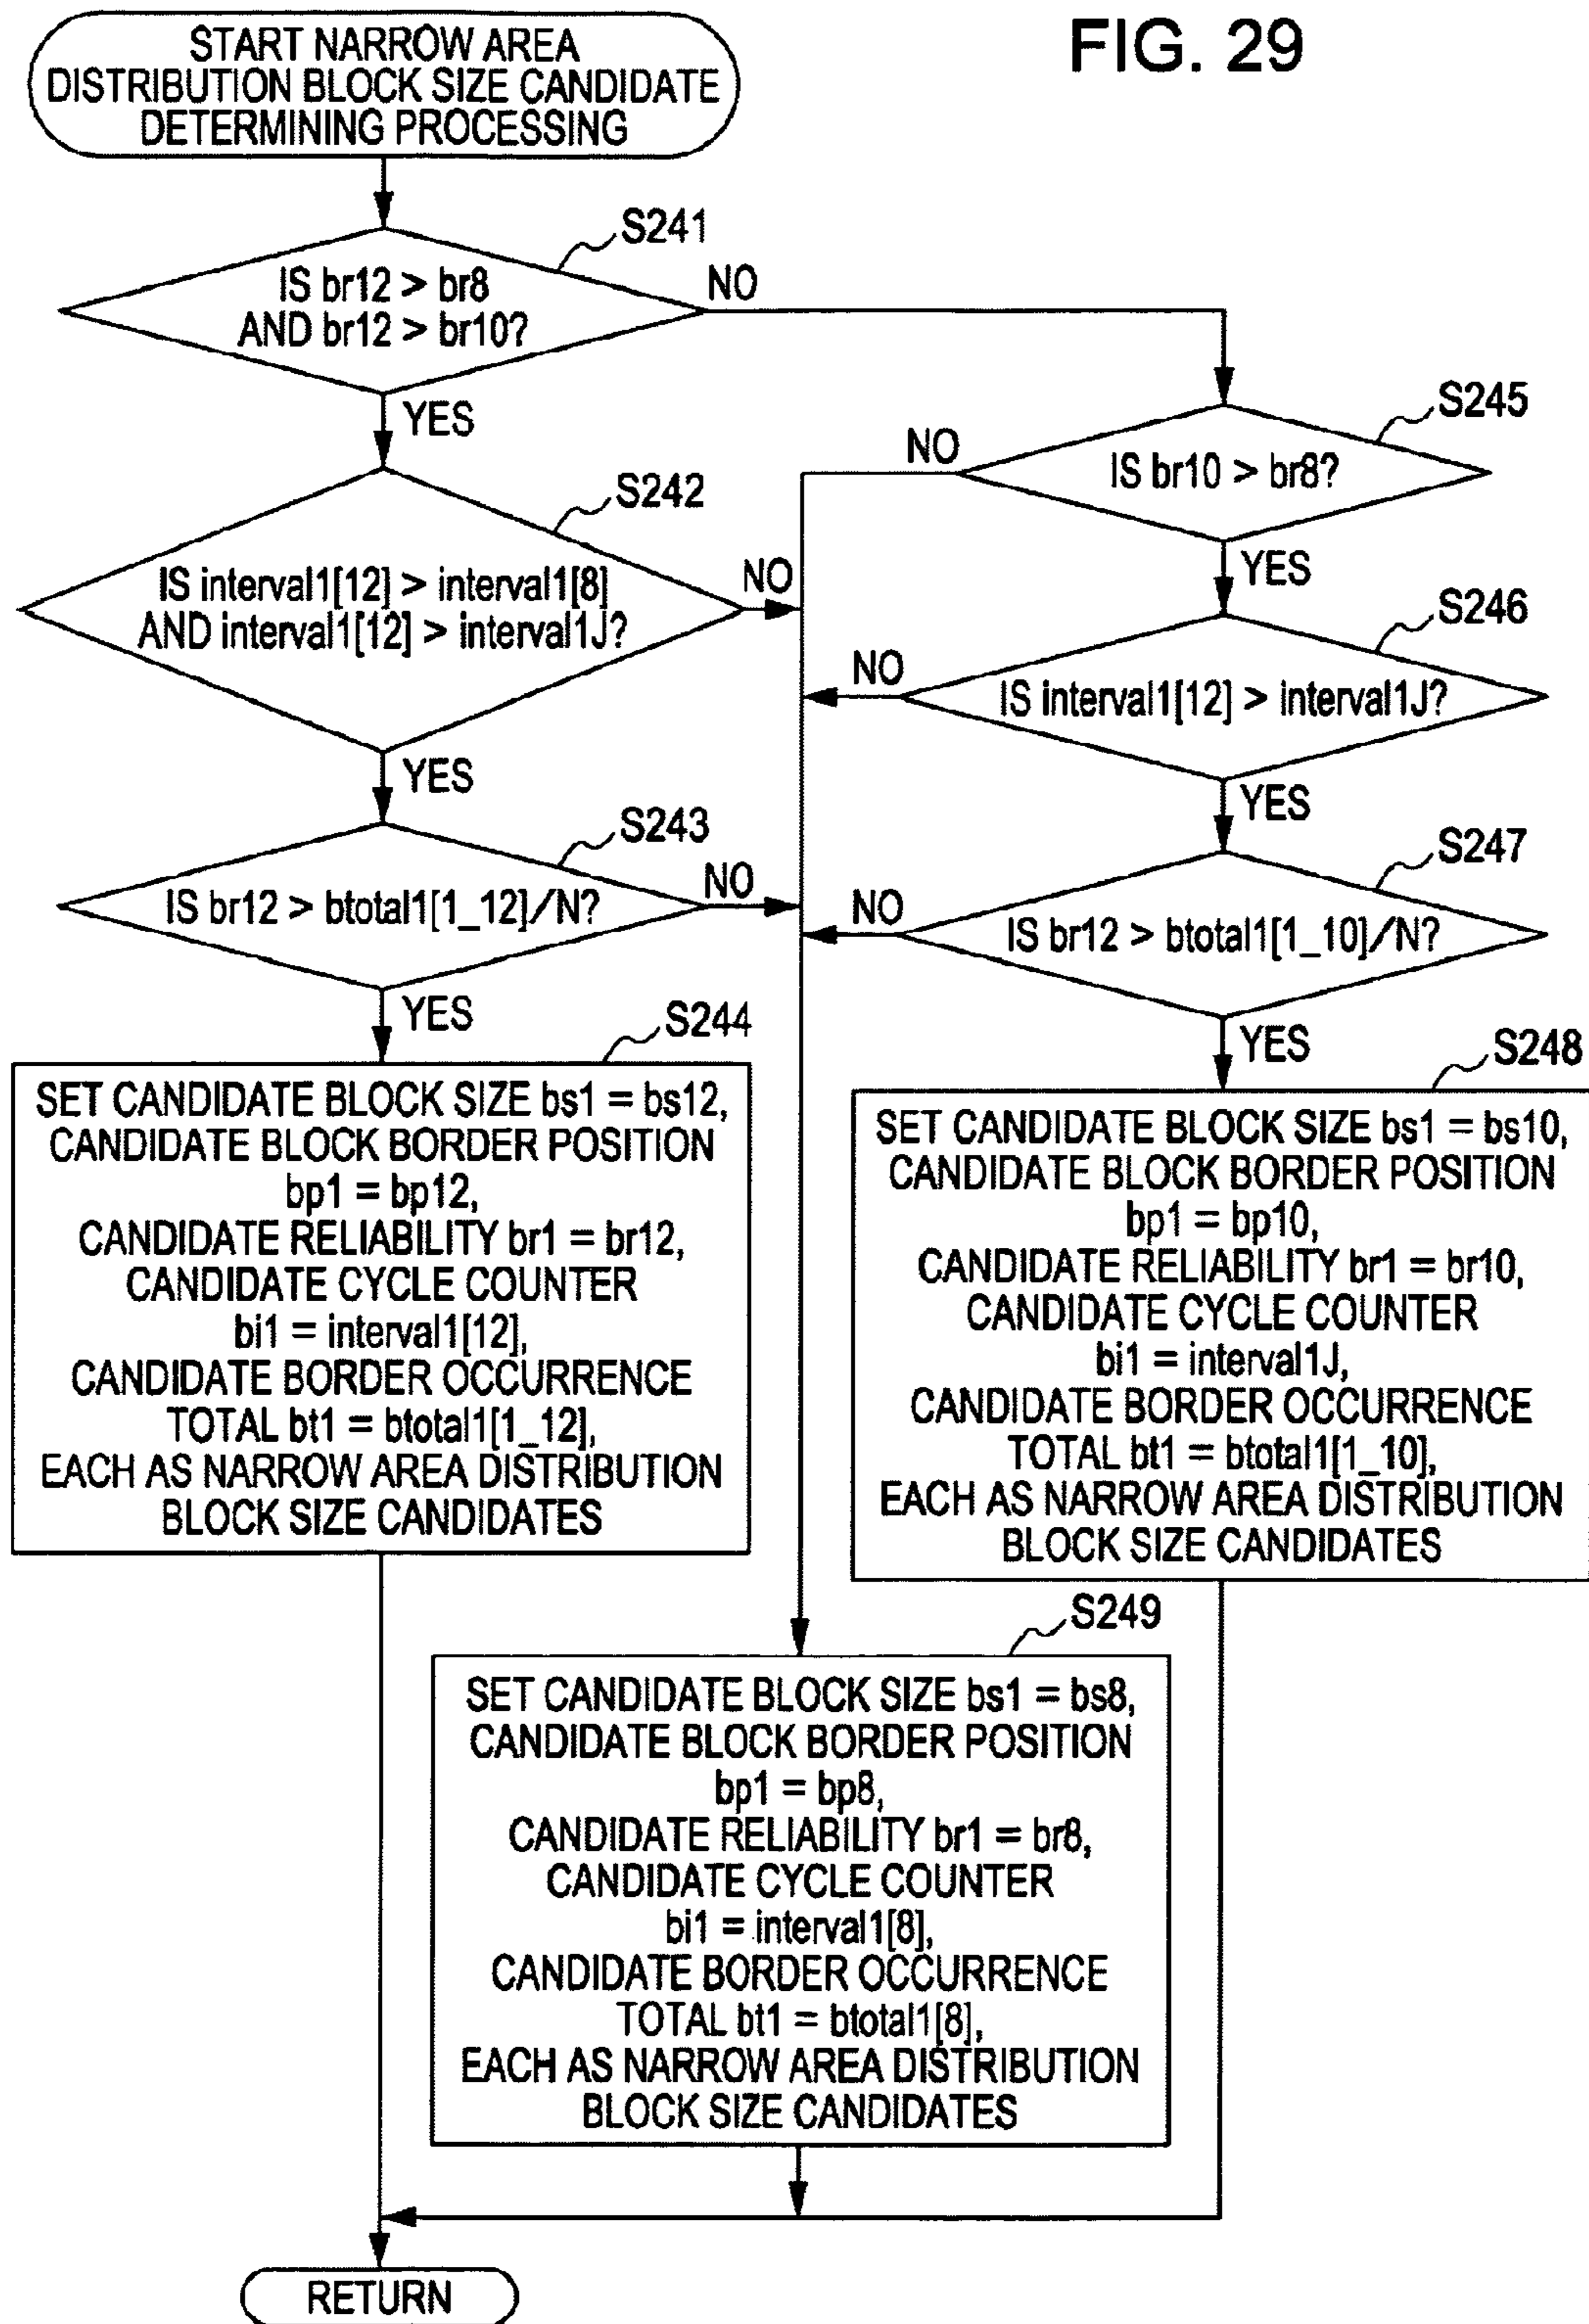 FIG. 29
START NARROW AREA
DISTRIBUTION BLOCK SIZE CANDIDATE
DETERMINING PROCESSING
S241
IS br12 > br8
AND br12 > br10?
NO
YES
S242
IS interval1[12] > interval1[8]
AND interval1[12] > interval1J?
NO
YES
S243
IS br12 > btotal1[1_12]/N?
NO
YES
S244
SET CANDIDATE BLOCK SIZE bs1 = bs12,
CANDIDATE BLOCK BORDER POSITION
bp1 = bp12,
CANDIDATE RELIABILITY br1 = br12,
CANDIDATE CYCLE COUNTER
bi1 = interval1[12],
CANDIDATE BORDER OCCURRENCE
TOTAL bt1 = btotal1[1_12],
EACH AS NARROW AREA DISTRIBUTION
BLOCK SIZE CANDIDATES
S245
IS br10 > br8?
NO
YES
S246
IS interval1[12] > interval1J?
NO
YES
S247
IS br12 > btotal1[1_10]/N?
NO
YES
S248
SET CANDIDATE BLOCK SIZE bs1 = bs10,
CANDIDATE BLOCK BORDER POSITION
bp1 = bp10,
CANDIDATE RELIABILITY br1 = br10,
CANDIDATE CYCLE COUNTER
bi1 = interval1J,
CANDIDATE BORDER OCCURRENCE
TOTAL bt1 = btotal1[1_10],
EACH AS NARROW AREA DISTRIBUTION
BLOCK SIZE CANDIDATES
S249
SET CANDIDATE BLOCK SIZE bs1 = bs8,
CANDIDATE BLOCK BORDER POSITION
bp1 = bp8,
CANDIDATE RELIABILITY br1 = br8,
CANDIDATE CYCLE COUNTER
bi1 = interval1[8],
CANDIDATE BORDER OCCURRENCE
TOTAL bt1 = btotal1[8],
EACH AS NARROW AREA DISTRIBUTION
BLOCK SIZE CANDIDATES
RETURN